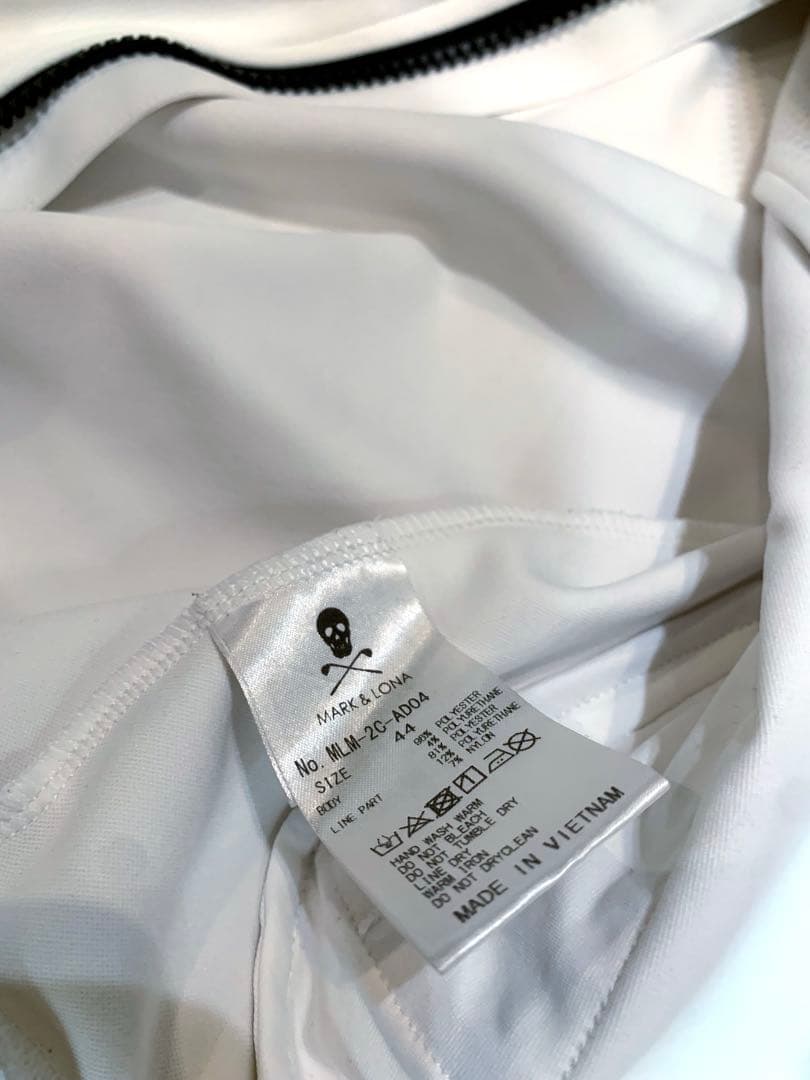 MARK & LONA
No. MLM-2C-AD04
SIZE 44
BODY 96% POLYESTER
4% POLYURETHANE
LINE PART 81% POLYESTER
12% POLYURETHANE
7% NYLON
HAND WASH WARM
DO NOT BLEACH
DO NOT TUMBLE DRY
LINE DRY
WARM IRON
DO NOT DRYCLEAN
MADE IN VIETNAM